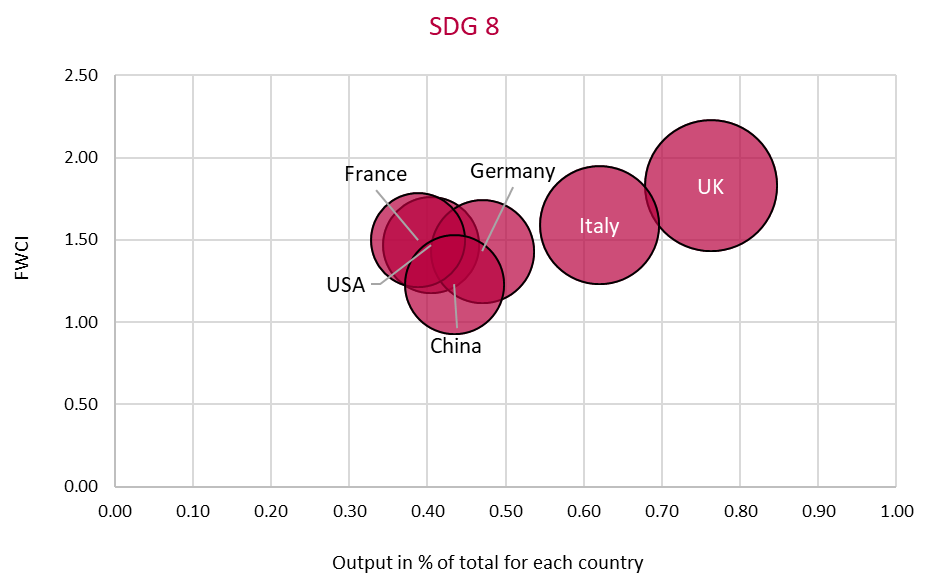 SDG 8
2.50
2.00
1.50
1.00
0.50
0.00
FWCI
France
Germany
UK
Italy
USA
China
0.00 0.10 0.20 0.30 0.40 0.50 0.60 0.70 0.80 0.90 1.00
Output in % of total for each country